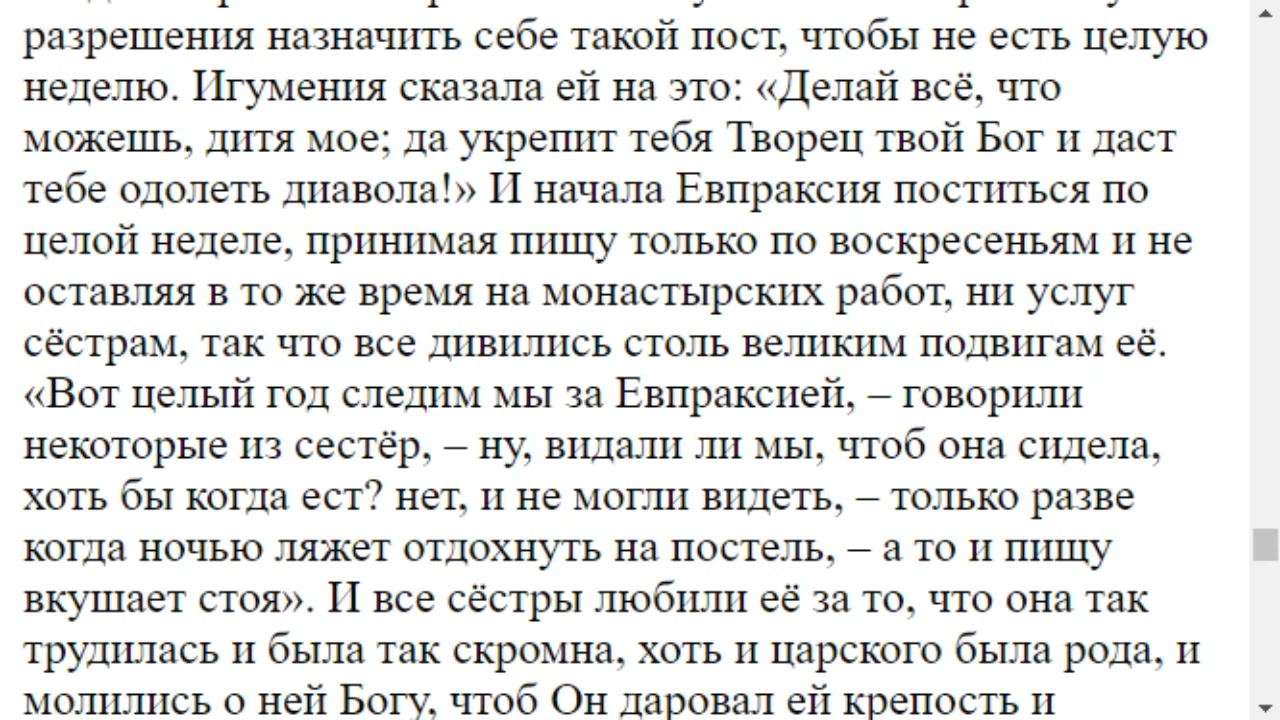 разрешения назначить себе такой пост, чтобы не есть целую
неделю. Игумения сказала ей на это: «Делай всё, что
можешь, дитя мое; да укрепит тебя Творец твой Бог и даст
тебе одолеть диавола!» И начала Евпраксия поститься по
целой неделе, принимая пищу только по воскресеньям и не
оставляя в то же время на монастырских работ, ни услуг
сёстрам, так что все дивились столь великим подвигам её.
«Вот целый год следим мы за Евпраксией, – говорили
некоторые из сестёр, – ну, видали ли мы, чтоб она сидела,
хоть бы когда ест? нет, и не могли видеть, – только разве
когда ночью ляжет отдохнуть на постель, – а то и пищу
вкушает стоя». И все сёстры любили её за то, что она так
трудилась и была так скромна, хоть и царского была рода, и
молились о ней Богу, чтоб Он даровал ей крепость и